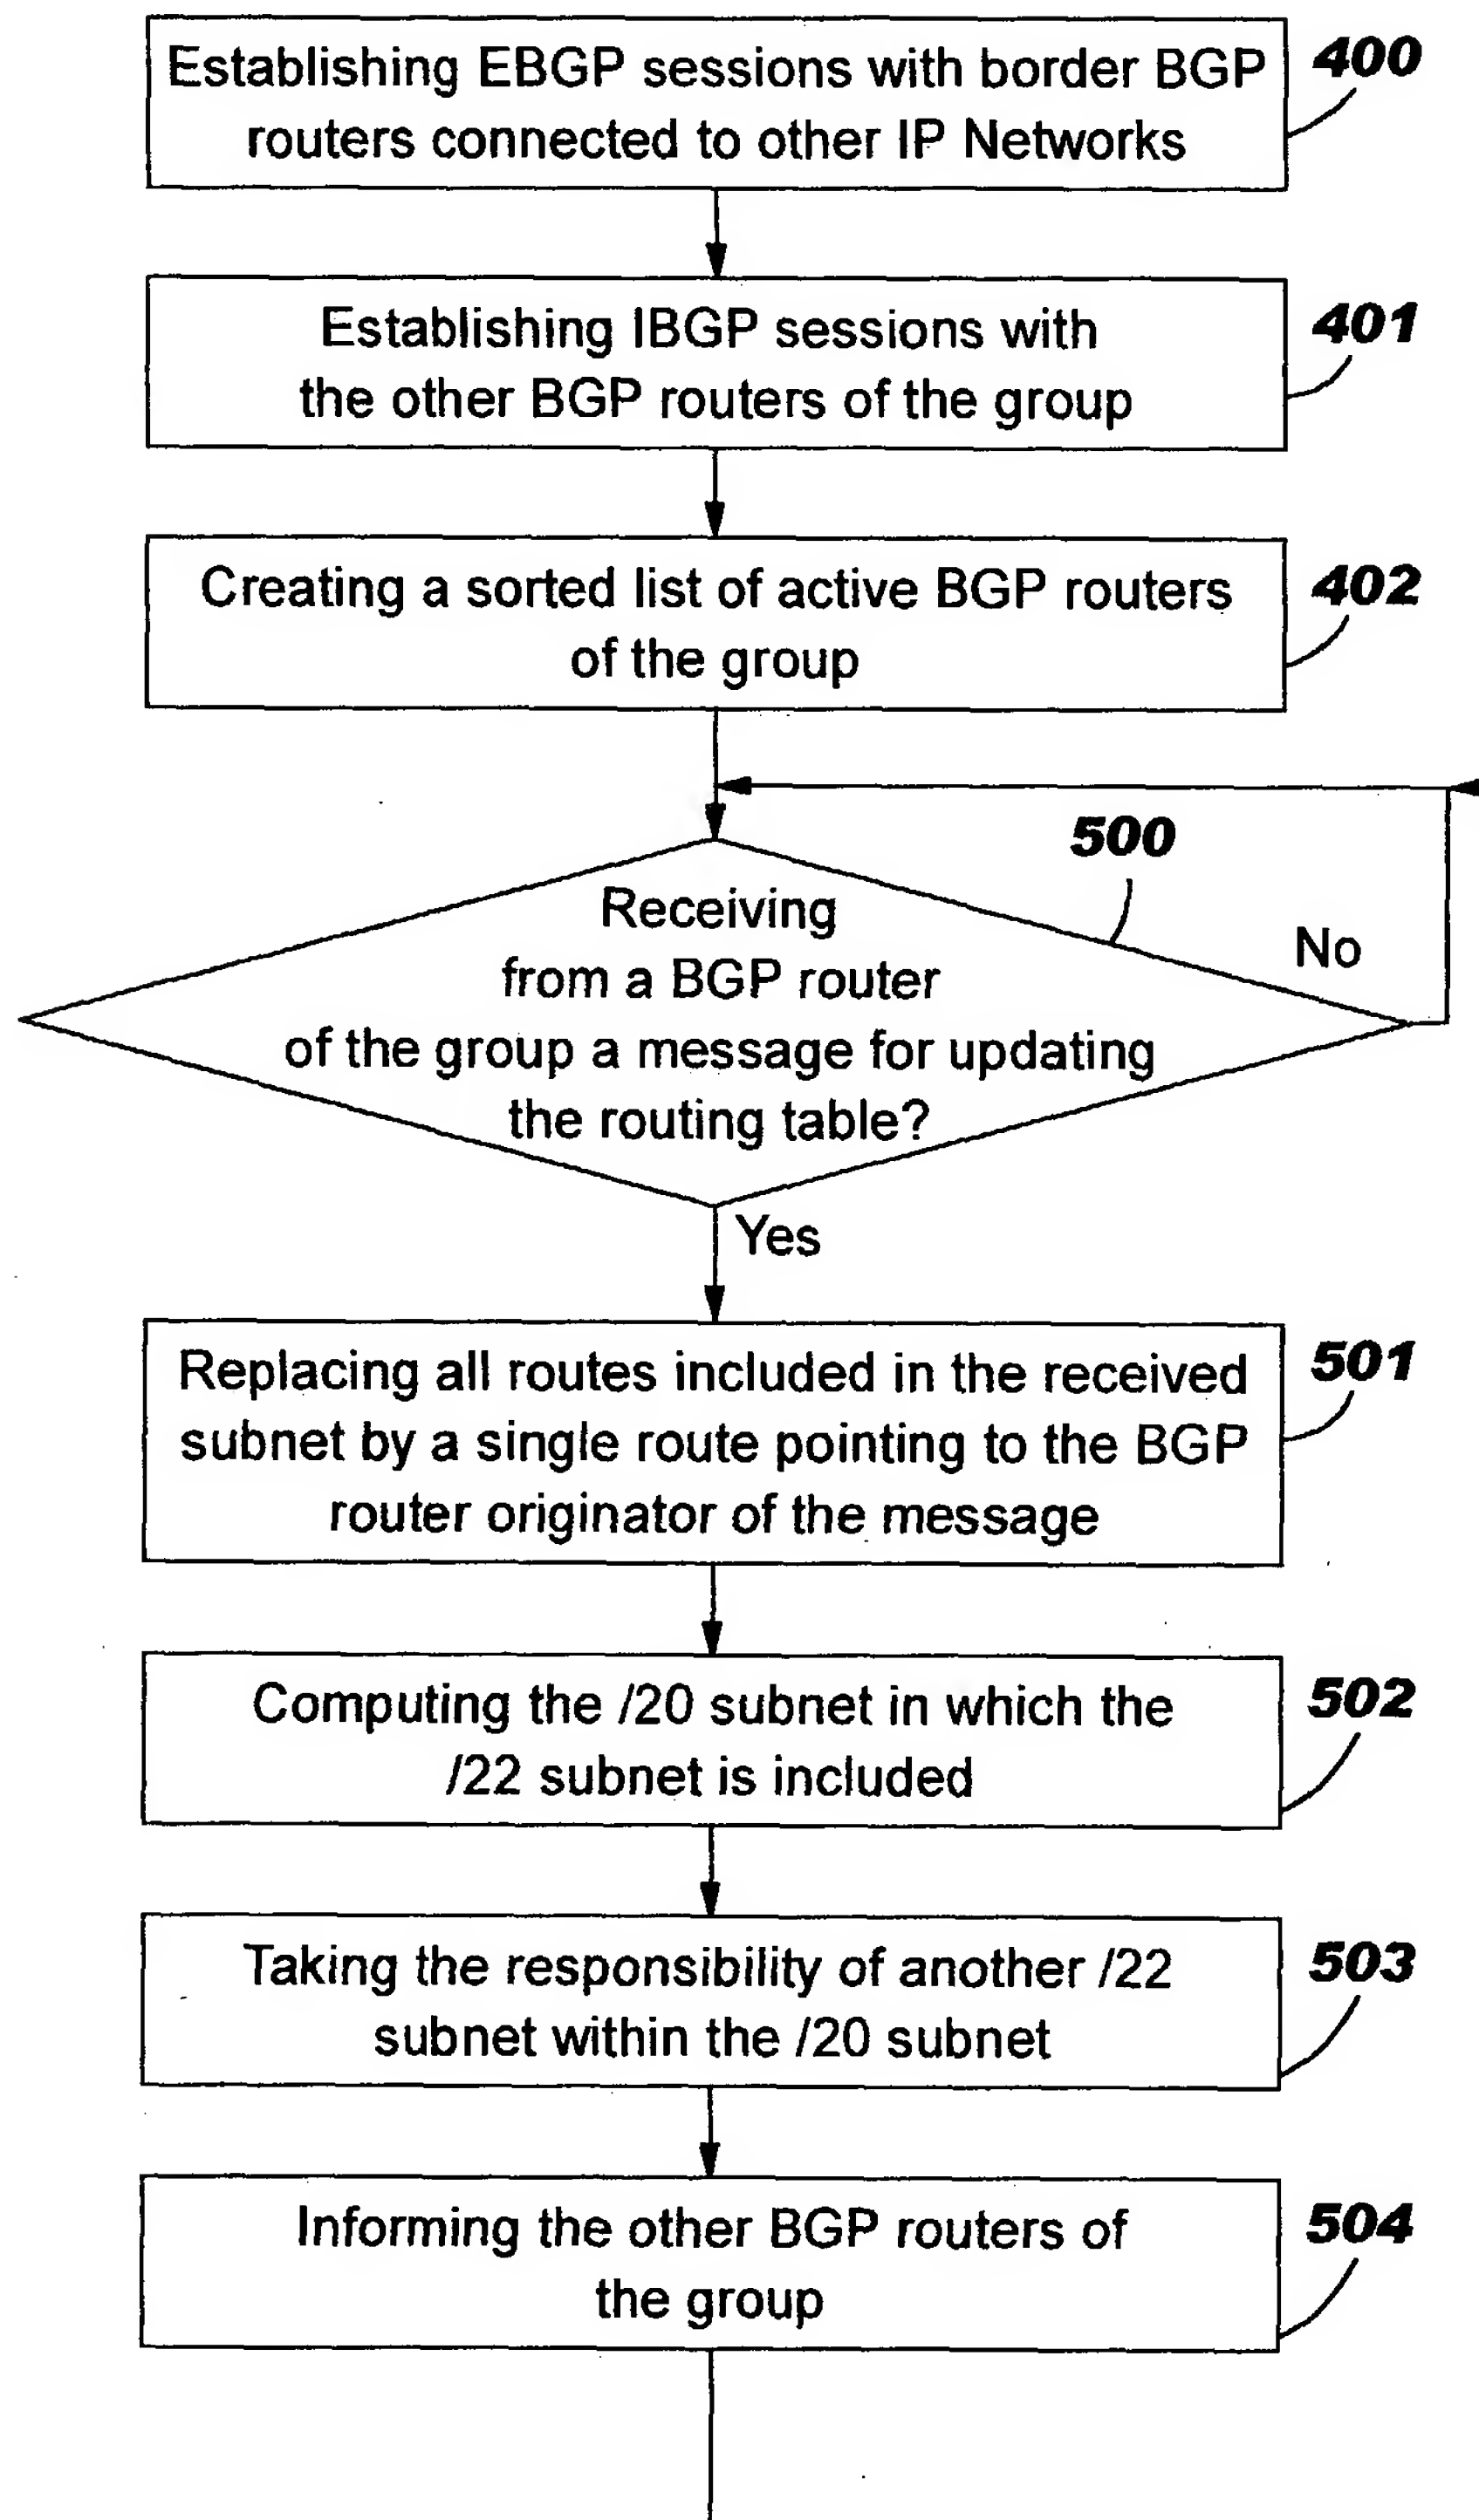 Establishing EBGP sessions with border BGP
routers connected to other IP Networks
400
Establishing IBGP sessions with
the other BGP routers of the group
401
Creating a sorted list of active BGP routers
of the group
402
500
Receiving
from a BGP router
of the group a message for updating
the routing table?
No
Yes
Replacing all routes included in the received
subnet by a single route pointing to the BGP
router originator of the message
501
Computing the /20 subnet in which the
/22 subnet is included
502
Taking the responsibility of another /22
subnet within the /20 subnet
503
Informing the other BGP routers of
the group
504